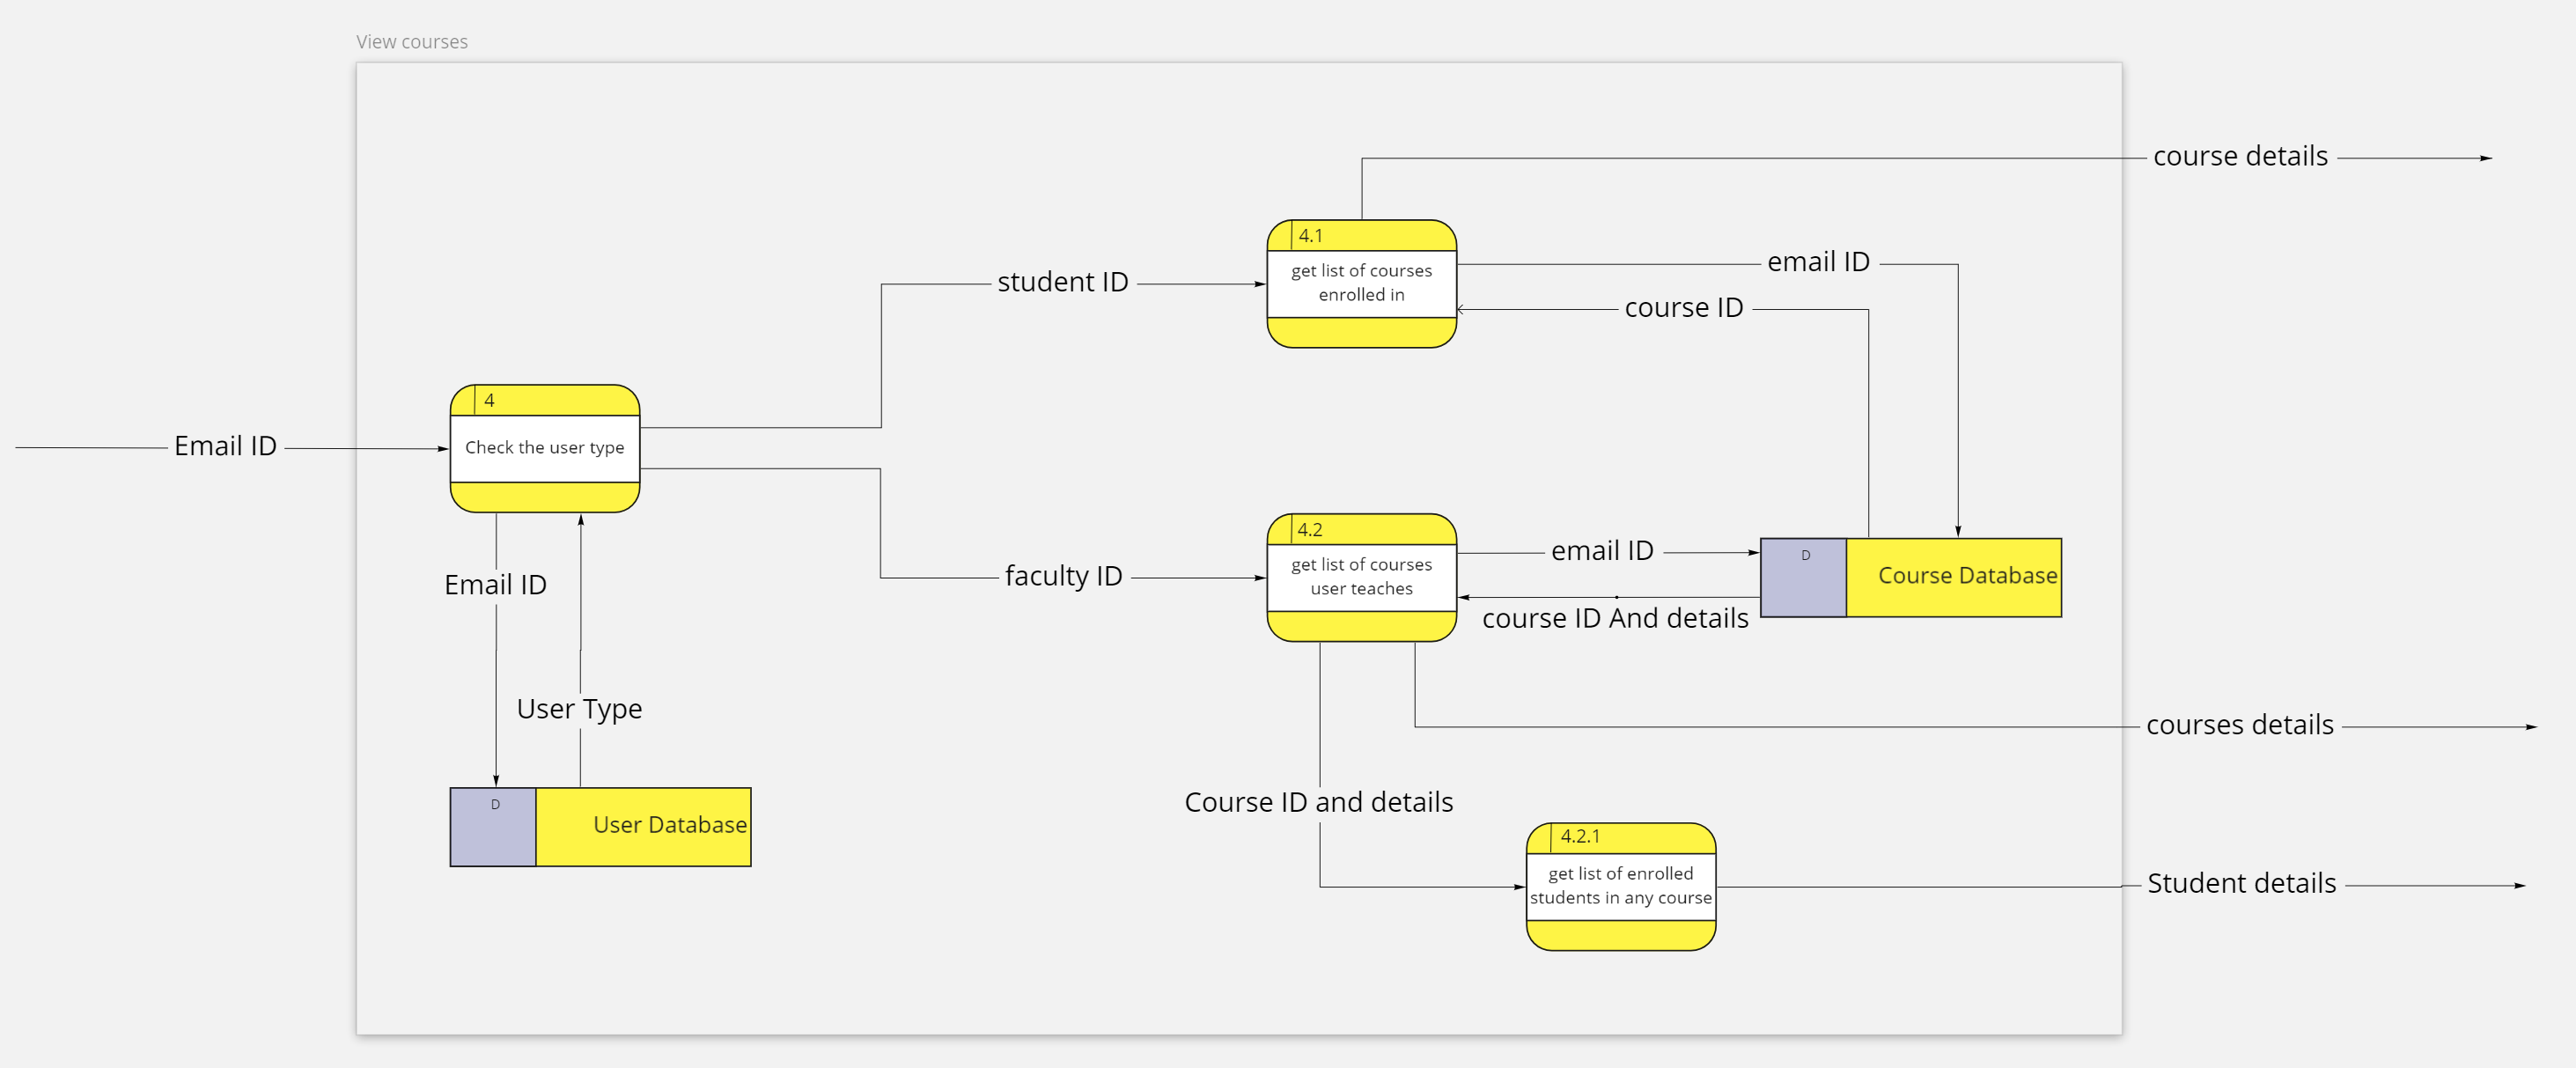 View courses
course details
4.1
get list of courses
enrolled in
email ID
student ID
course ID
4
Check the user type
Email ID
4.2
get list of courses
user teaches
email ID
D
Course Database
faculty ID
Email ID
course ID And details
User Type
courses details
D
User Database
Course ID and details
4.2.1
get list of enrolled
students in any course
Student details